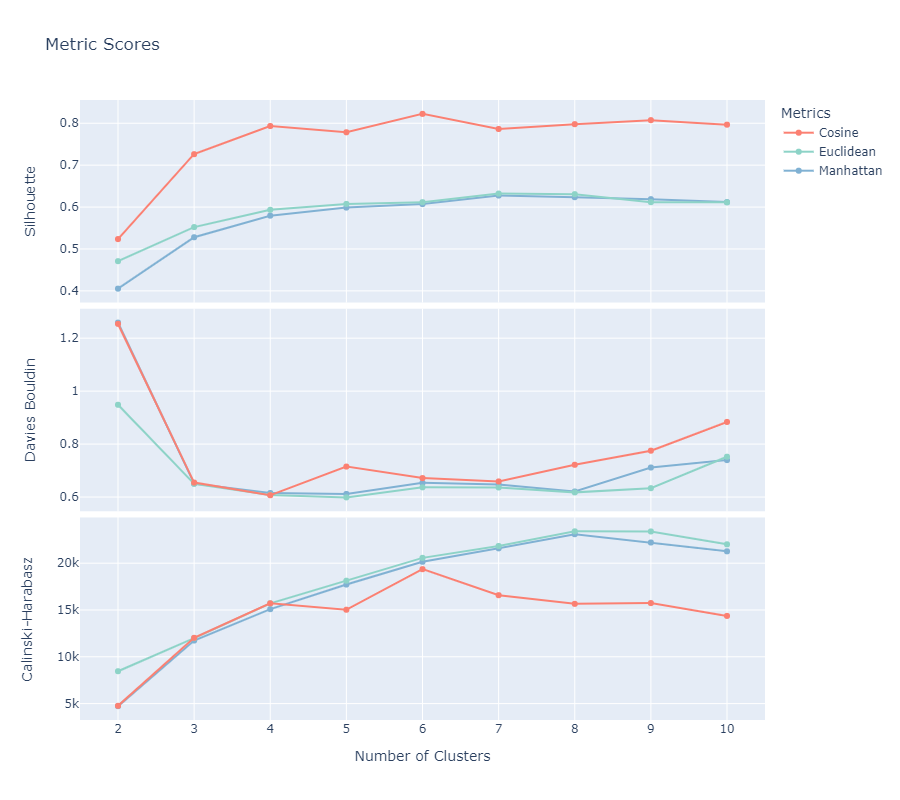 Metric Scores
Metrics
Cosine
Euclidean
Manhattan
Silhouette
0.8
0.7
0.6
0.5
0.4
Davies Bouldin
1.2
1
0.8
0.6
Calinski-Harabasz
20k
15k
10k
5k
2 3 4 5 6 7 8 9 10
Number of Clusters